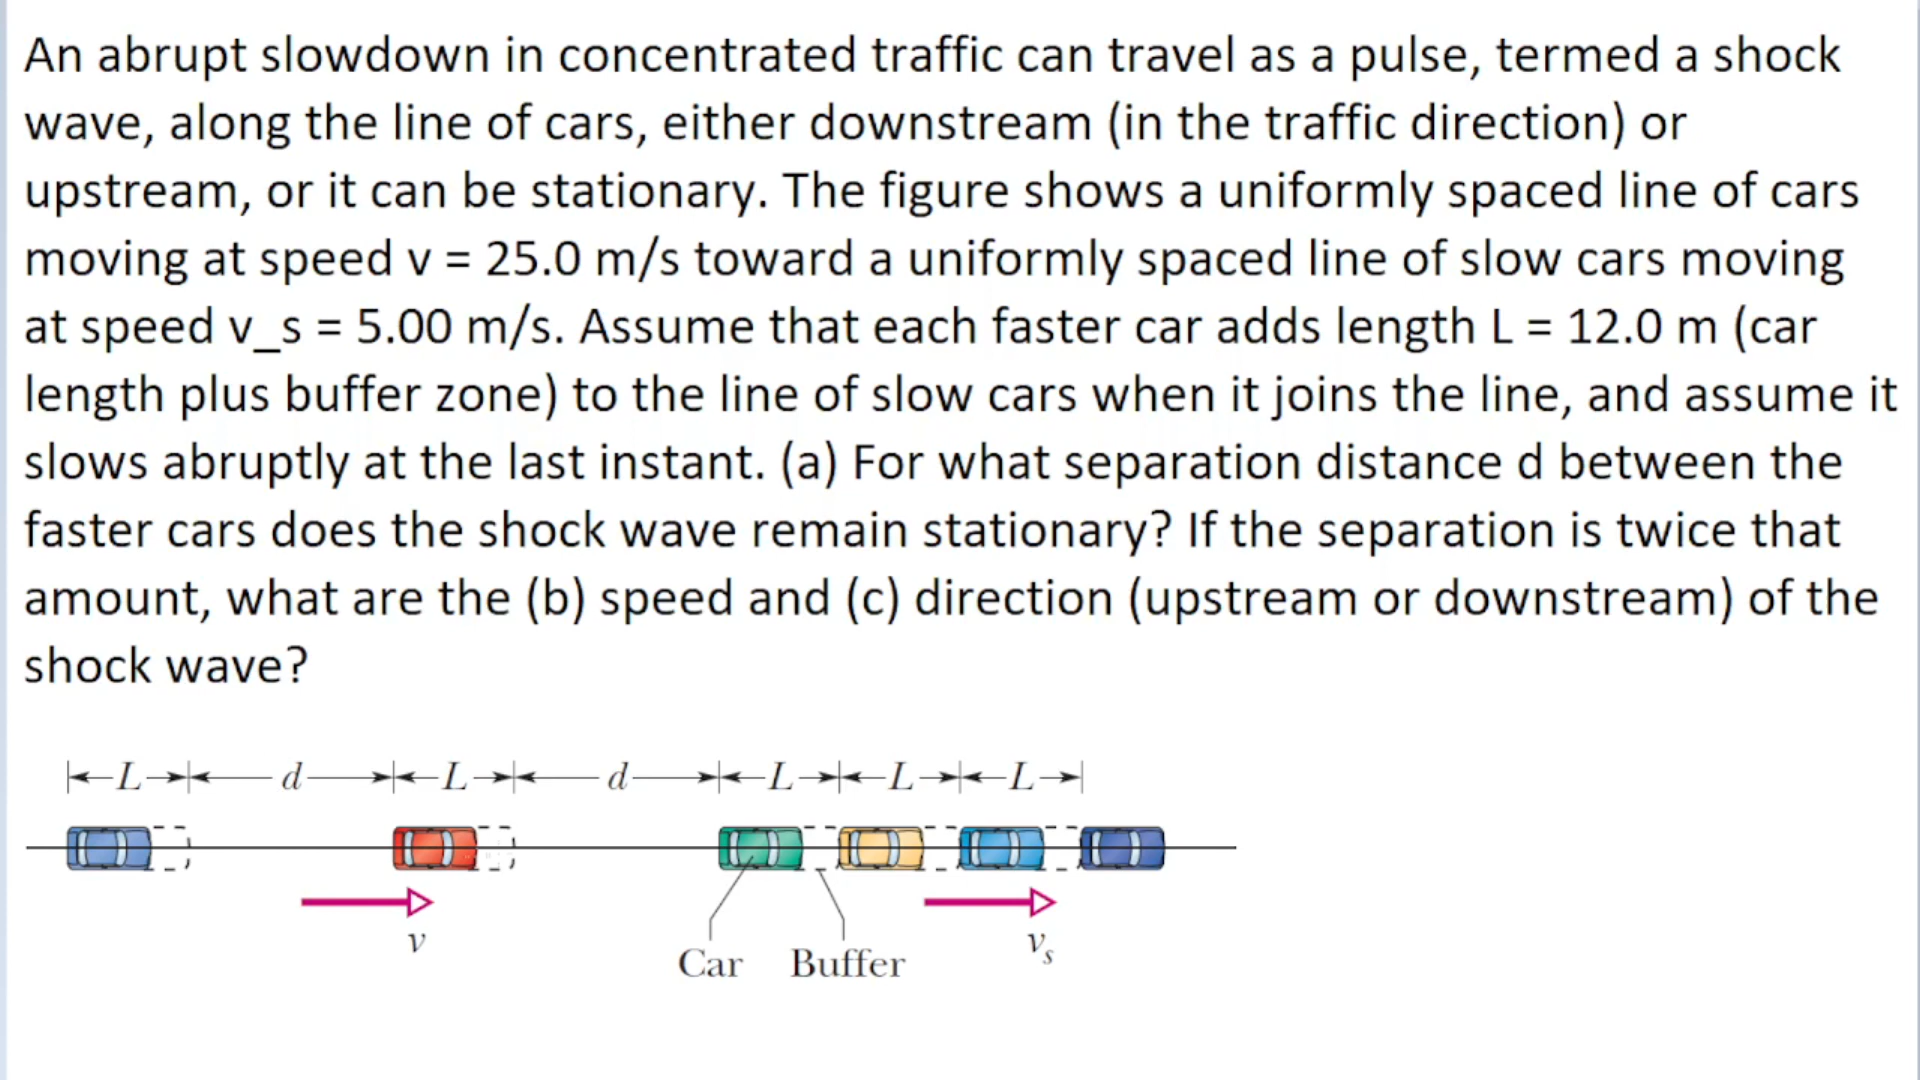 An abrupt slowdown in concentrated traffic can travel as a pulse, termed a shock
wave, along the line of cars, either downstream (in the traffic direction) or
upstream, or it can be stationary. The figure shows a uniformly spaced line of cars
moving at speed v = 25.0 m/s toward a uniformly spaced line of slow cars moving
at speed v_s = 5.00 m/s. Assume that each faster car adds length L = 12.0 m (car
length plus buffer zone) to the line of slow cars when it joins the line, and assume it
slows abruptly at the last instant. (a) For what separation distance d between the
faster cars does the shock wave remain stationary? If the separation is twice that
amount, what are the (b) speed and (c) direction (upstream or downstream) of the
shock wave?
L d L d L L L
v vs
Car Buffer